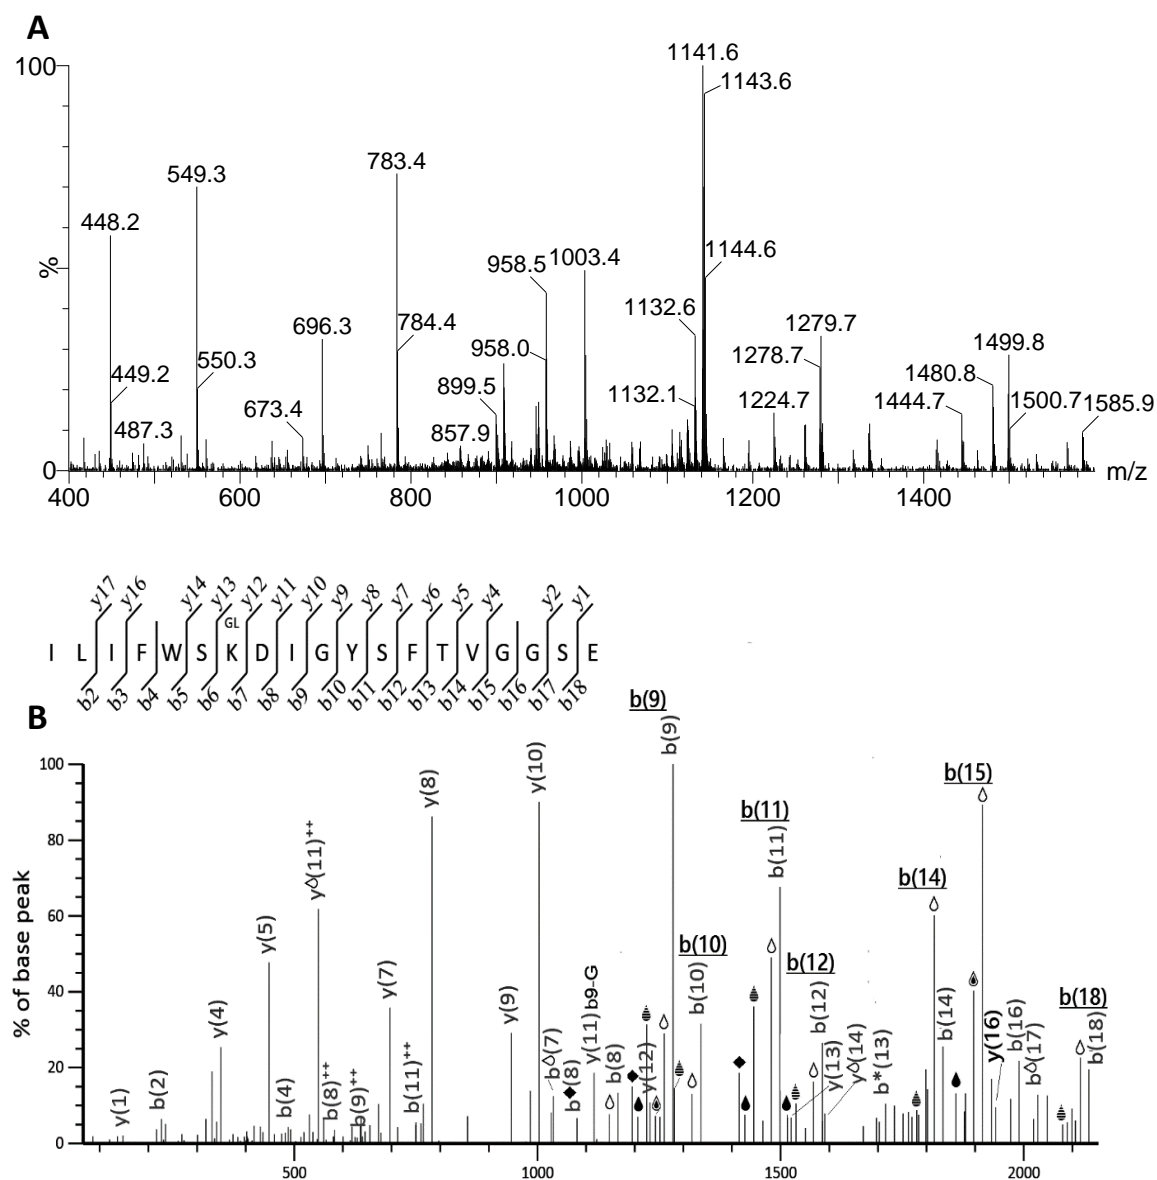 A
1141.6
100
1143.6
549.3
783.4
448.2
%
958.5 1003.4
1144.6
1132.6
696.3
784.4
1279.7
550.3
958.0
1278.7
1499.8
449.2
899.5
1480.8
673.4
1132.1
1224.7
1444.7
1500.7
1585.9
487.3
857.9
0
m/z
400 600 800 1000 1200 1400
y17 y16 y14 y13 y12 y11 y10 y9 y8 y7 y6 y5 y4 y2 y1
GL
I L I F W S K D I G Y S F T V G G S E
b2 b3 b4 b5 b6 b7 b8 b9 b10 b11 b12 b13 b14 b15 b16 b17 b18
B
% of base peak
100
80
60
40
20
0
500 1000 1500 2000
y(1)
b(2)
y(4)
y(5)
b(4)
y(11)++
b(8)++
b(9)++
y(7)
b(11)++
y(8)
y(9)
y(10)
b(7)
b(8)
y(11) b9-G
b(8)
y(12)
b(9)
b(9)
b(10)
b(10)
b(11)
b(11)
b(12)
b(12)
y(13)
y(14)
b*(13)
b(14)
b(14)
b(15)
y(16)
b(16)
b(17)
b(18)
b(18)